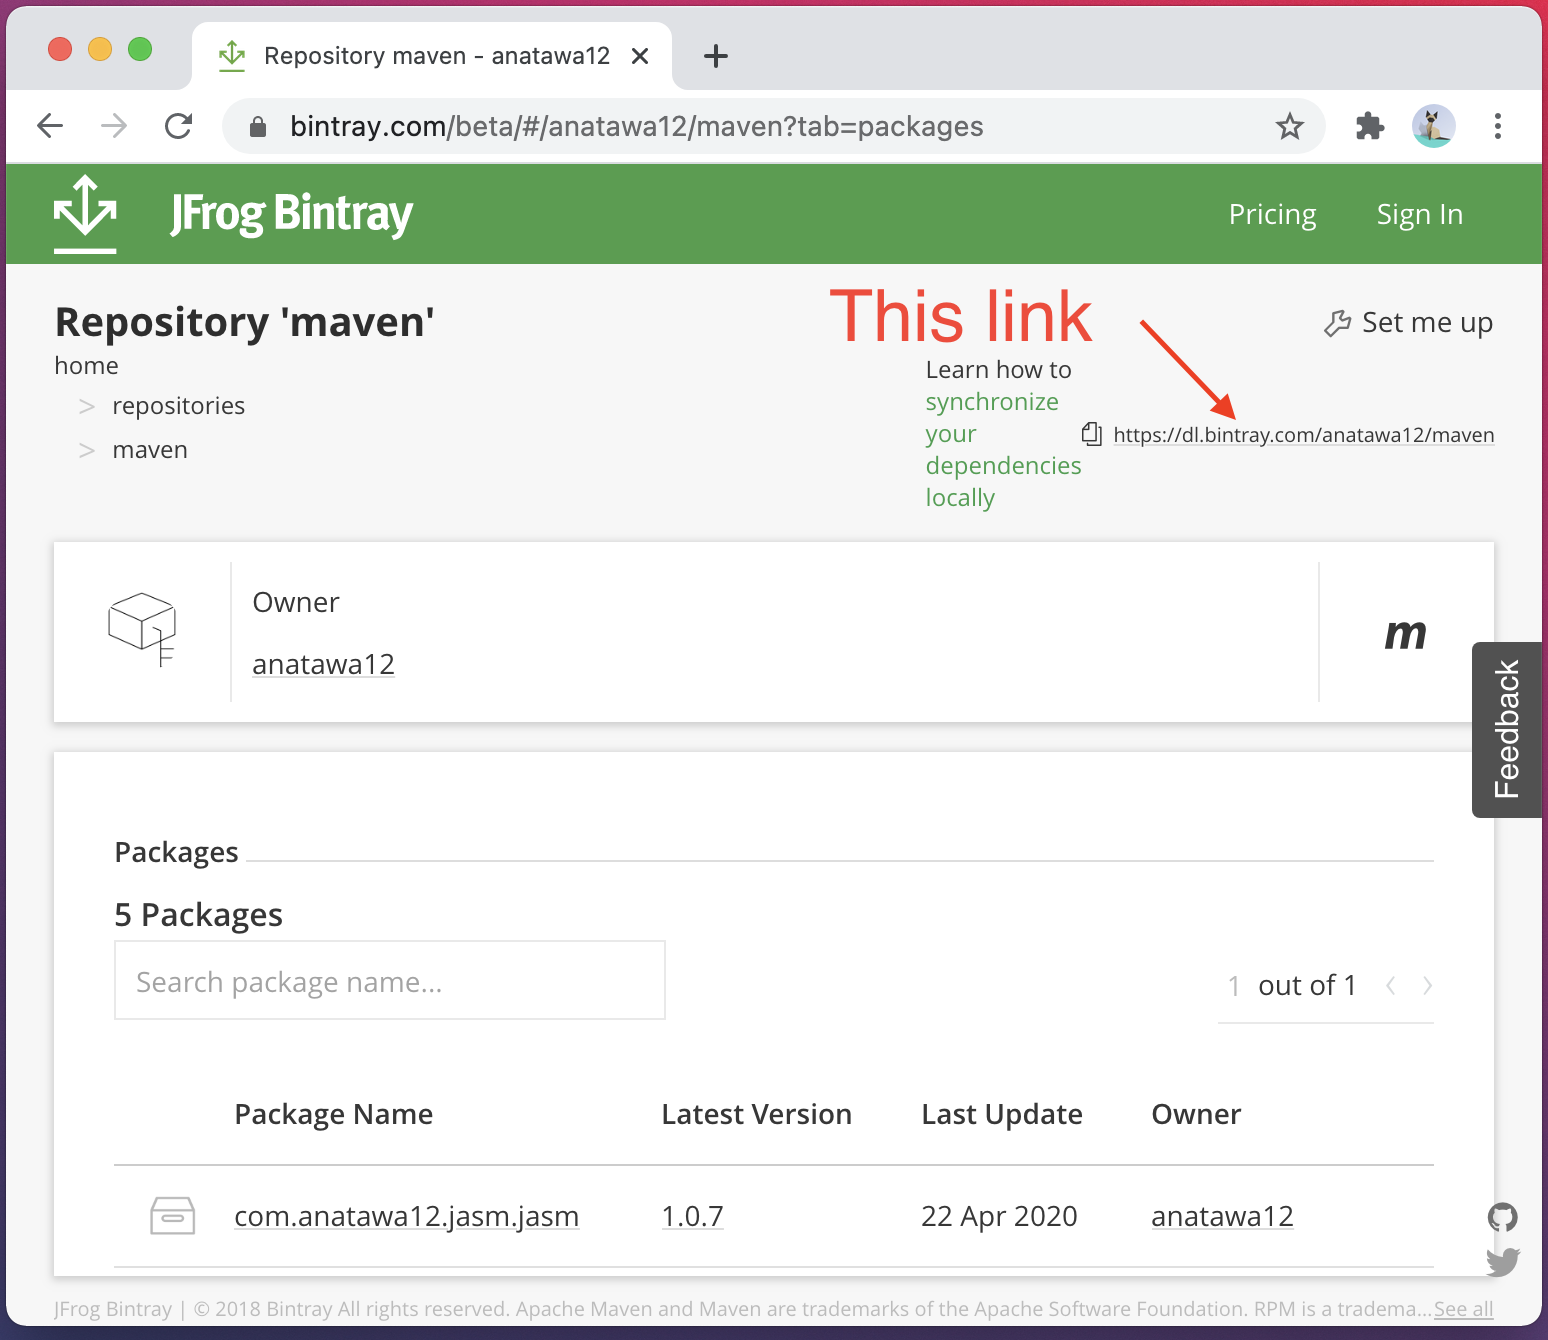 Repository maven - anatawa12
bintray.com/beta/#/anatawa12/maven?tab=packages
JFrog Bintray
Pricing
Sign In
Repository 'maven'
home
> repositories
> maven
This link
Set me up
Learn how to
synchronize
your
dependencies
locally
https://dl.bintray.com/anatawa12/maven
Owner
anatawa12
m
Feedback
Packages
5 Packages
Search package name...
1 out of 1 < >
Package Name Latest Version Last Update Owner
com.anatawa12.jasm.jasm 1.0.7 22 Apr 2020 anatawa12
JFrog Bintray | © 2018 Bintray All rights reserved. Apache Maven and Maven are trademarks of the Apache Software Foundation. RPM is a tradema... See all